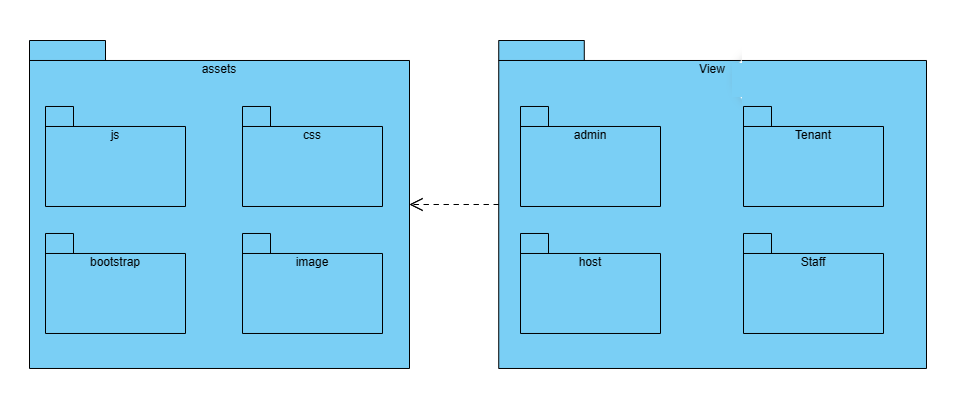 assets
js
css
bootstrap
image
View
admin
Tenant
host
Staff